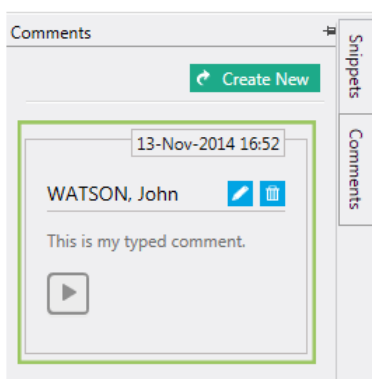 Comments
Create New
13-Nov-2014 16:52
WATSON, John
This is my typed comment.
Snippets
Comments